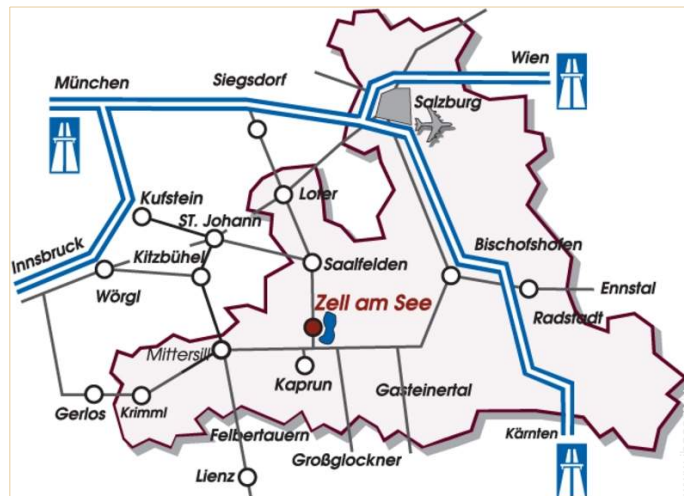 Wien
Siegsdorf
München
Salzburg
Lofer
Kufstein
ST. Johann
Bischofshofen
Kitzbühel
Innsbruck
Saalfelden
Ennstal
Wörgl
Zell am See
Radstadt
Mittersill
Kaprun
Gasteinertal
Gerlos
Krimml
Felbertauern
Kärnten
Großglockner
Lienz